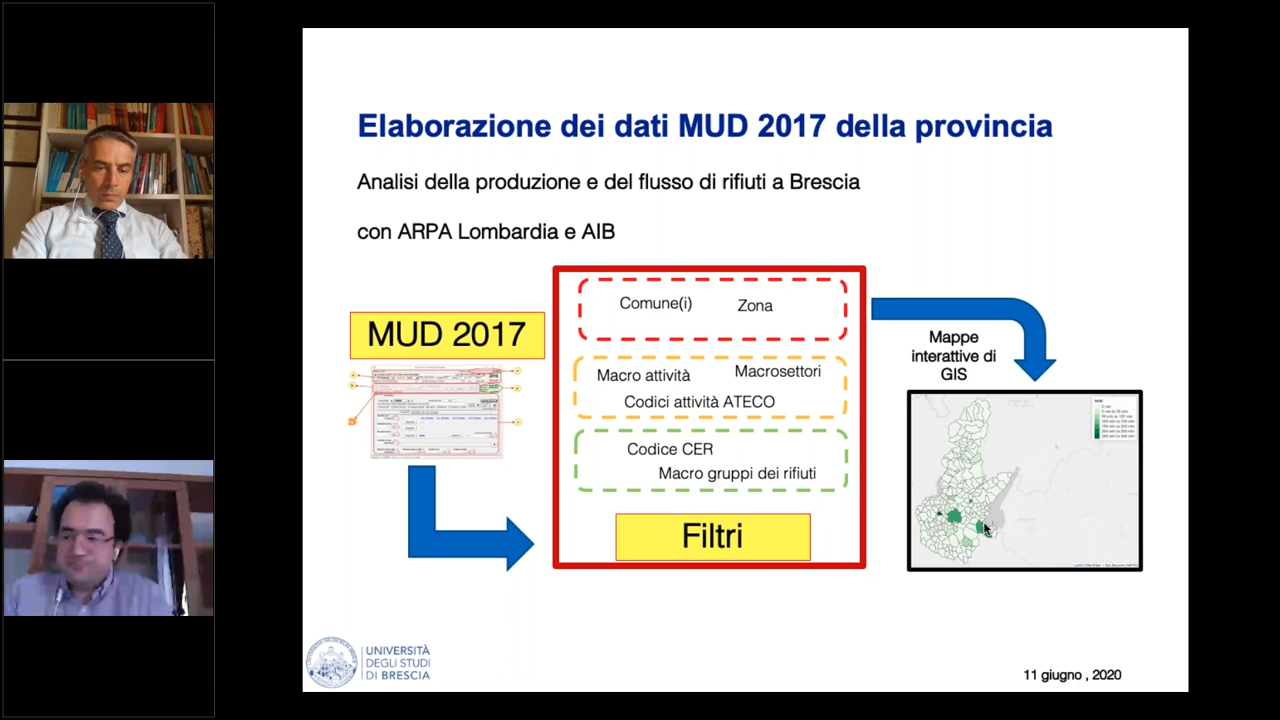 Elaborazione dei dati MUD 2017 della provincia
Analisi della produzione e del flusso di rifiuti a Brescia
con ARPA Lombardia e AIB
MUD 2017
Comune(i)
Zona
Macro attività
Macrosettori
Codici attività ATECO
Codice CER
Macro gruppi dei rifiuti
Filtri
Mappe
interattive di
GIS
UNIVERSITÀ
DEGLI STUDI
DI BRESCIA
11 giugno , 2020